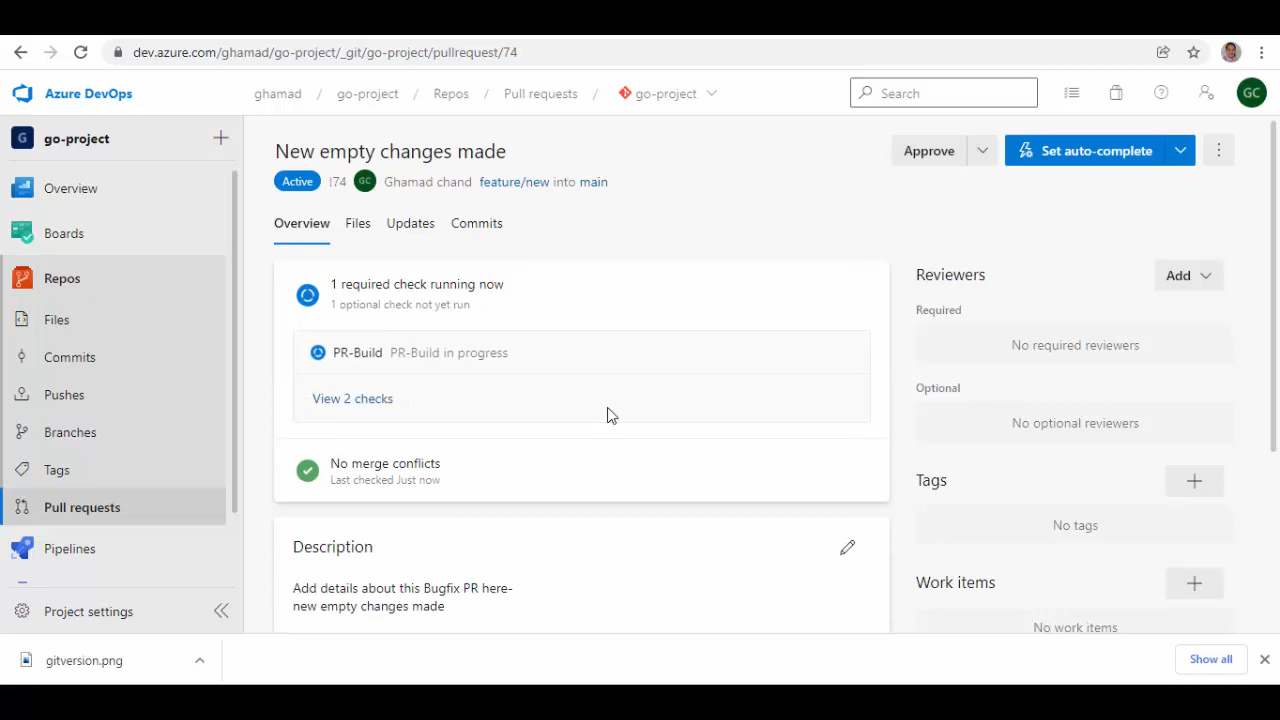 dev.azure.com/ghamad/go-project/_git/go-project/pullrequest/74
Azure DevOps
ghamad / go-project / Repos / Pull requests / go-project
Search
GC
G go-project
Overview
Boards
Repos
Files
Commits
Pushes
Branches
Tags
Pull requests
Pipelines
Project settings
New empty changes made
Approve
Set auto-complete
Active !74 GC Ghamad chand feature/new into main
Overview Files Updates Commits
1 required check running now
1 optional check not yet run
PR-Build PR-Build in progress
View 2 checks
No merge conflicts
Last checked Just now
Description
Add details about this Bugfix PR here-
new empty changes made
Reviewers
Add
Required
No required reviewers
Optional
No optional reviewers
Tags
No tags
Work items
No work items
gitversion.png
Show all